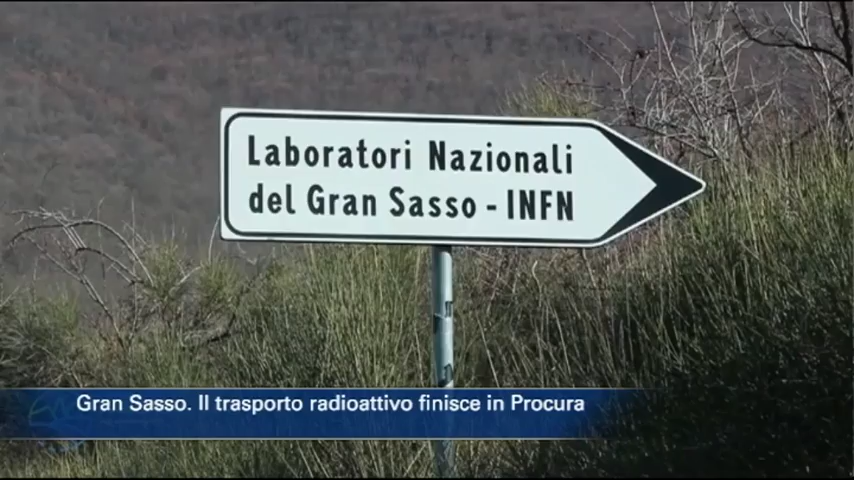 Laboratori Nazionali
del Gran Sasso - INFN
Gran Sasso. Il trasporto radioattivo finisce in Procura